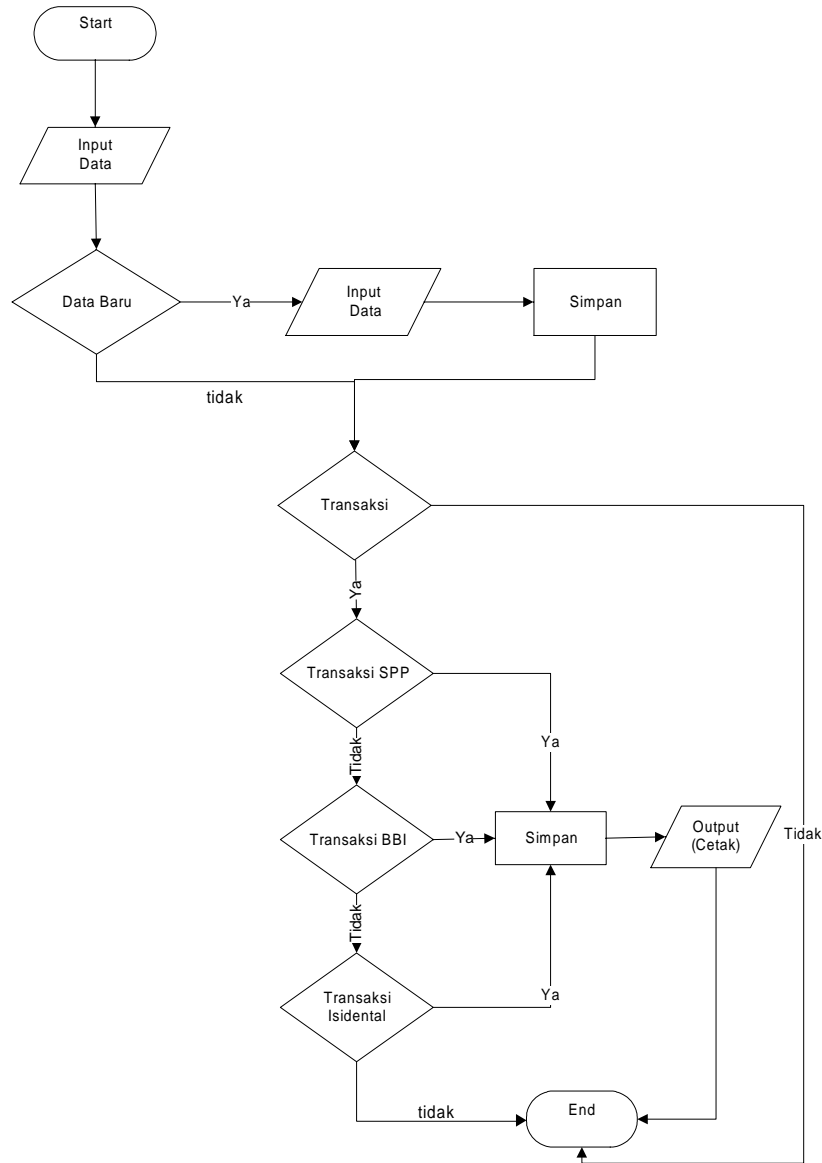 Start
Input
Data
Data Baru
Ya
Input
Data
Simpan
tidak
Transaksi
Ya
Transaksi SPP
Ya
Tidak
Transaksi BBI
Ya
Simpan
Output
(Cetak)
Tidak
Tidak
Transaksi
Isidental
Ya
tidak
End